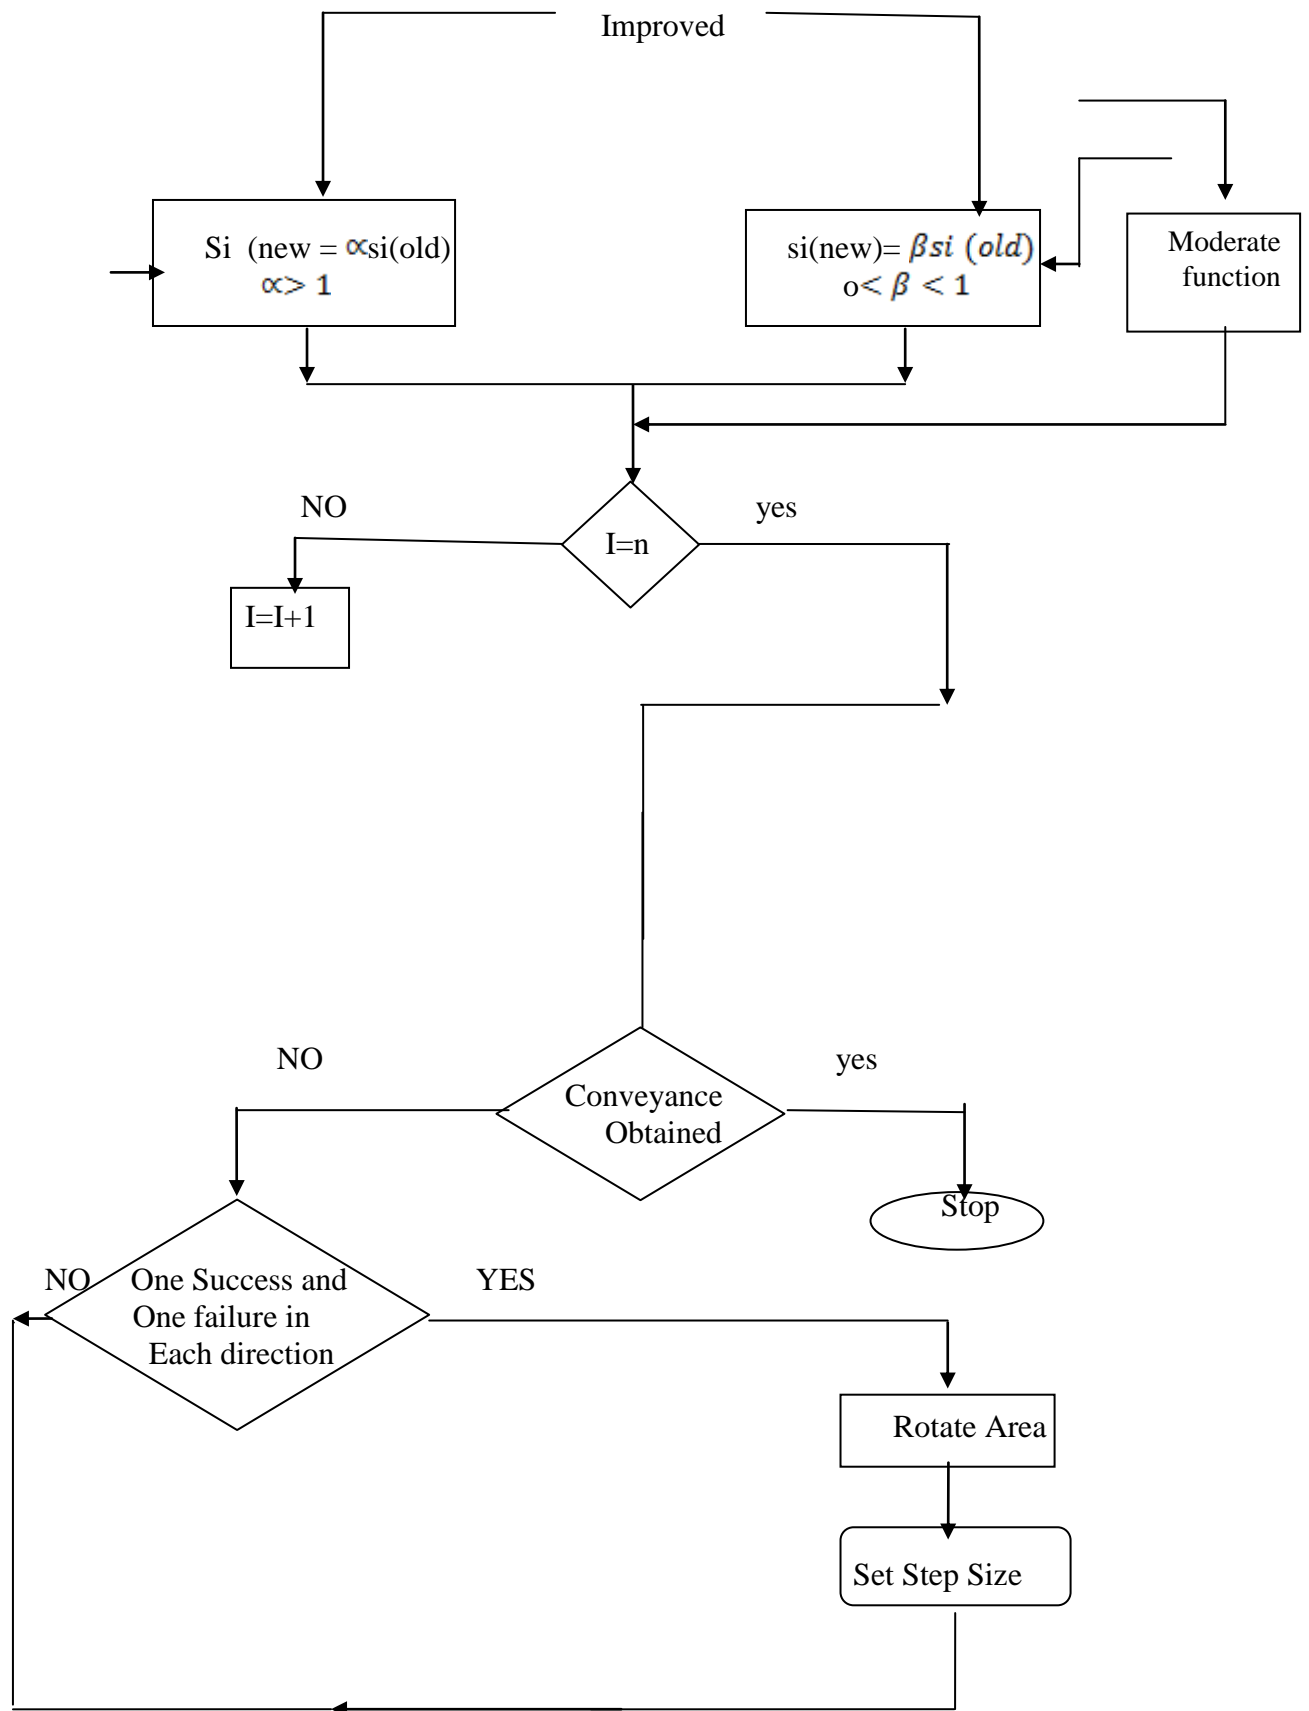 Improved
Si (new = ∝si(old)
∝> 1
si(new)= βsi (old)
o< β < 1
Moderate
function
NO
yes
I=n
I=I+1
NO
yes
Conveyance
Obtained
Stop
NO
One Success and
One failure in
Each direction
YES
Rotate Area
Set Step Size